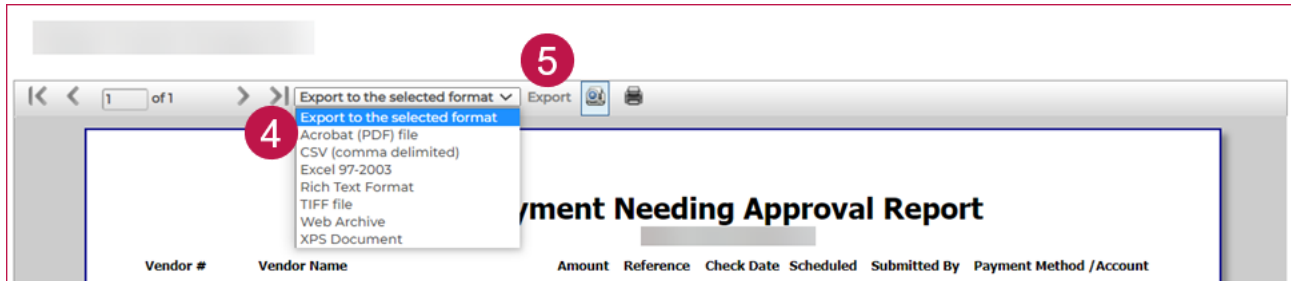 5
1 of 1 Export to the selected format Export
4
Export to the selected format
Acrobat (PDF) file
CSV (comma delimited)
Excel 97-2003
Rich Text Format
TIFF file
Web Archive
XPS Document
yment Needing Approval Report
Vendor # Vendor Name Amount Reference Check Date Scheduled Submitted By Payment Method /Account